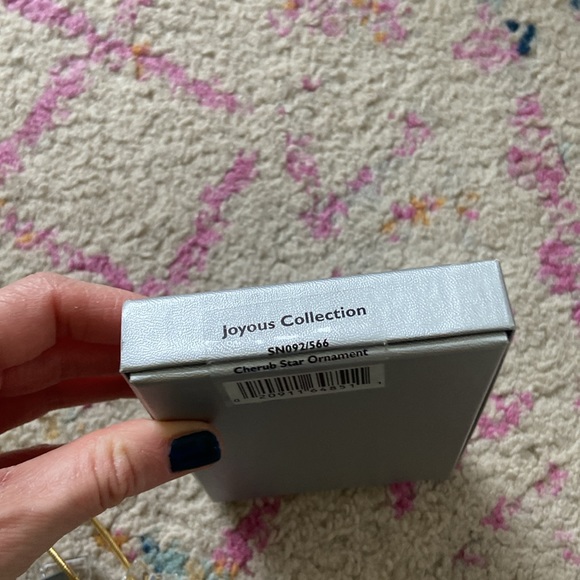 Joyous Collection
SN092/566
Cherub Star Ornament